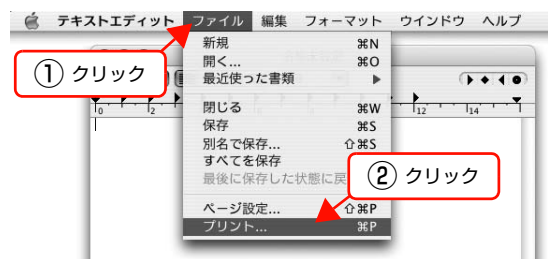 テキストエディット ファイル 編集 フォーマット ウインドウ ヘルプ
① クリック
新規 ⌘N
開く... ⌘O
最近使った書類 ▶
閉じる ⌘W
保存 ⌘S
別名で保存... ⇧⌘S
すべてを保存
最後に保存した状態に戻
② クリック
ページ設定... ⇧⌘P
プリント... ⌘P
0 2 12 14